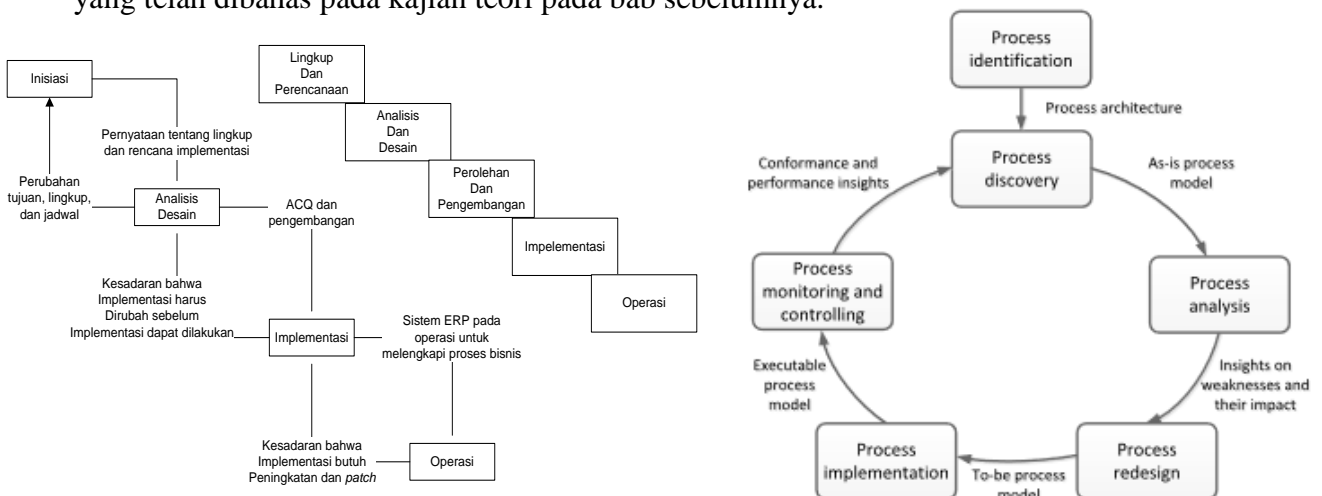 yang telah dibahas pada kajian teori pada bab sebelumnya.
Inisiasi
Pernyataan tentang lingkup
dan rencana implementasi
Perubahan
tujuan, lingkup,
dan jadwal
Analisis
Desain
ACQ dan
pengembangan
Kesadaran bahwa
Implementasi harus
Dirubah sebelum
Implementasi dapat dilakukan
Implementasi
Sistem ERP pada
operasi untuk
melengkapi proses bisnis
Kesadaran bahwa
Implementasi butuh
Peningkatan dan patch
Operasi
Lingkup
Dan
Perencanaan
Analisis
Dan
Desain
Perolehan
Dan
Pengembangan
Impelementasi
Operasi
Process
identification
Process architecture
Process
discovery
As-is process
model
Process
analysis
Insights on
weaknesses and
their impact
Process
redesign
To-be process
model
Process
implementation
Executable
process
model
Process
monitoring and
controlling
Conformance and
performance insights